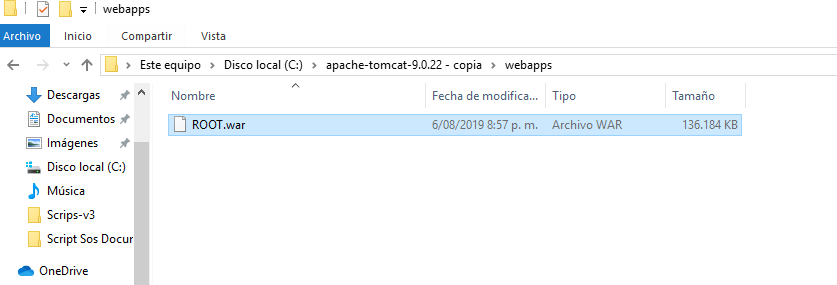 webapps
Archivo Inicio Compartir Vista
Este equipo Disco local (C:) apache-tomcat-9.0.22 - copia webapps
Descargas
Documentos
Imágenes
Disco local (C:)
Música
Scrips-v3
Script Sos Docur
OneDrive
Nombre Fecha de modifica... Tipo Tamaño
ROOT.war 6/08/2019 8:57 p. m. Archivo WAR 136.184 KB